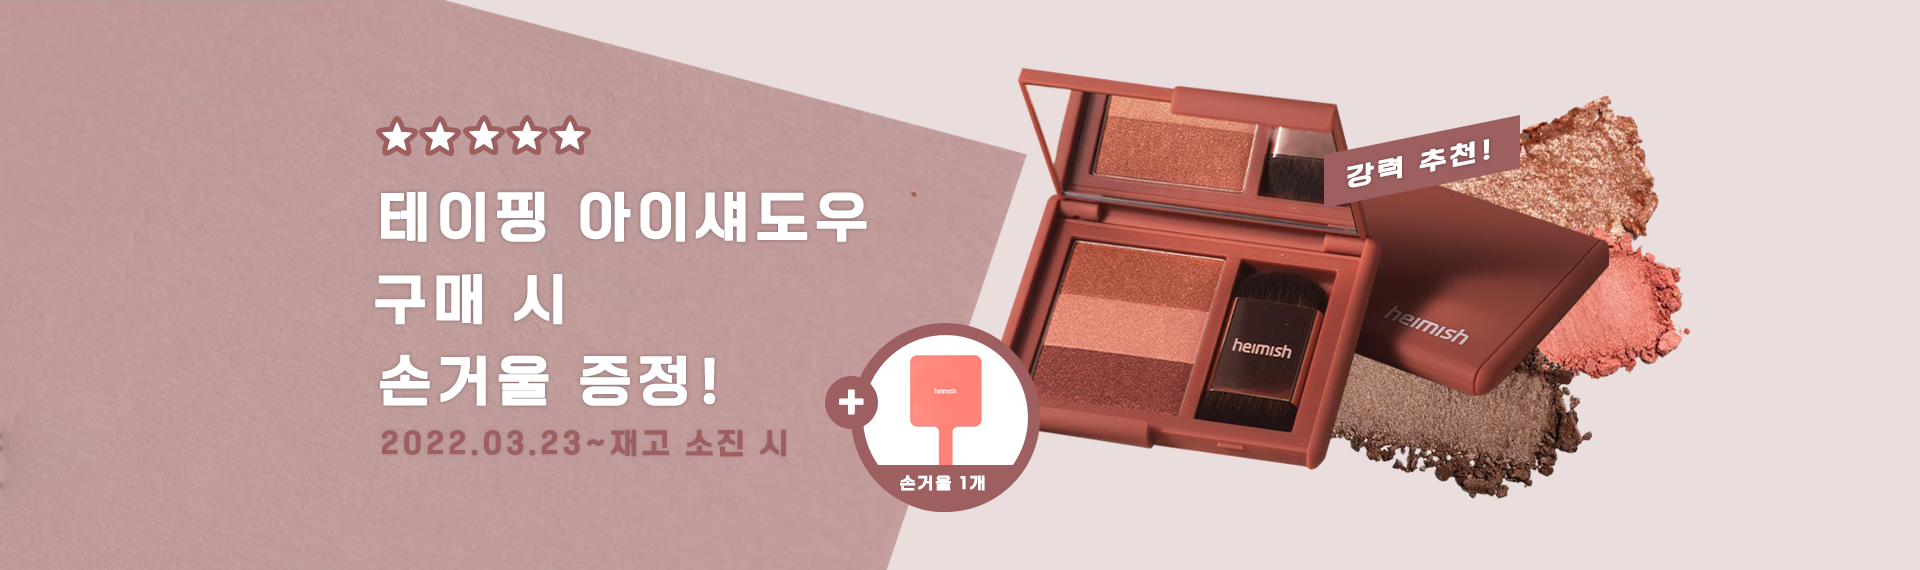 테이핑 아이섀도우
구매 시
손거울 증정!
2022.03.23~재고 소진 시
heimish
손거울 1개
강력 추천!
heimish
heimish